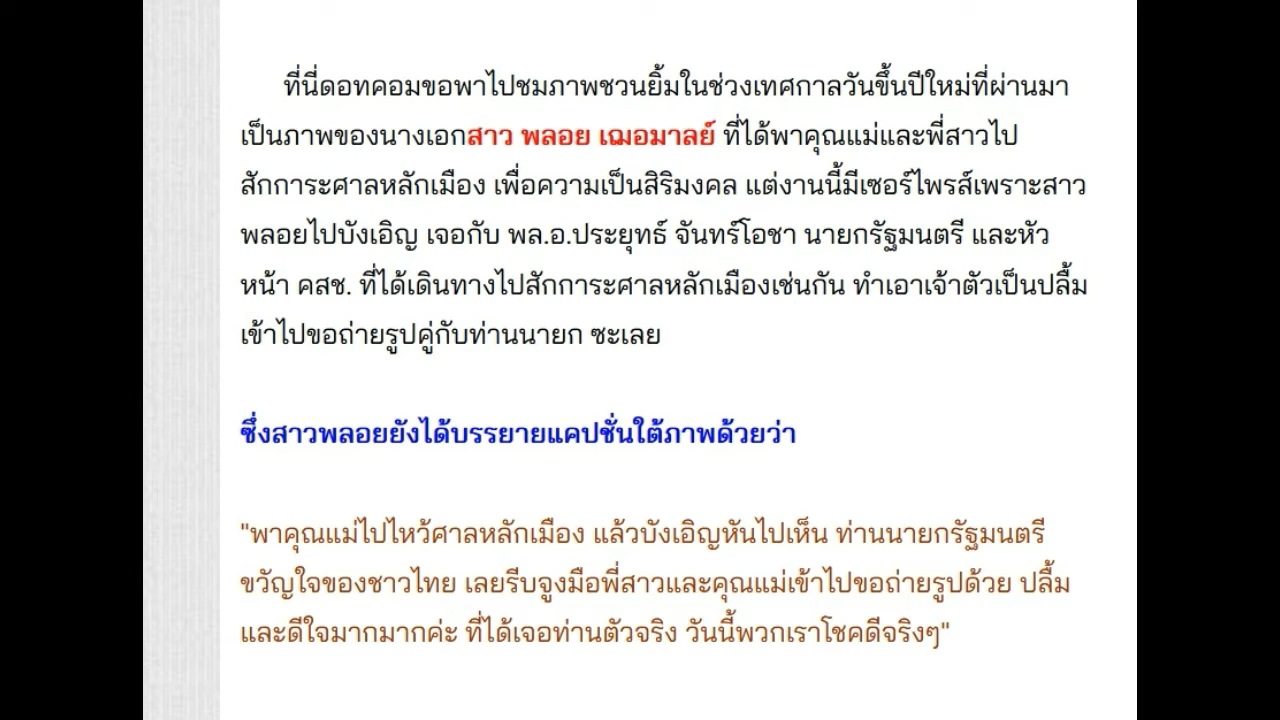 ที่นี่ดอทคอมขอพาไปชมภาพชวนยิ้มในช่วงเทศกาลวันขึ้นปีใหม่ที่ผ่านมา
เป็นภาพของนางเอกสาว พลอย เฌอมาลย์ ที่ได้พาคุณแม่และพี่สาวไป
สักการะศาลหลักเมือง เพื่อความเป็นสิริมงคล แต่งานนี้มีเซอร์ไพรส์เพราะสาว
พลอยไปบังเอิญ เจอกับ พล.อ.ประยุทธ์ จันทร์โอชา นายกรัฐมนตรี และหัว
หน้า คสช. ที่ได้เดินทางไปสักการะศาลหลักเมืองเช่นกัน ทำเอาเจ้าตัวเป็นปลื้ม
เข้าไปขอถ่ายรูปคู่กับท่านนายก ซะเลย
ซึ่งสาวพลอยยังได้บรรยายแคปชั่นใต้ภาพด้วยว่า
"พาคุณแม่ไปไหว้ศาลหลักเมือง แล้วบังเอิญหันไปเห็น ท่านนายกรัฐมนตรี
ขวัญใจของชาวไทย เลยรีบจูงมือพี่สาวและคุณแม่เข้าไปขอถ่ายรูปด้วย ปลื้ม
และดีใจมากมากค่ะ ที่ได้เจอท่านตัวจริง วันนี้พวกเราโชคดีจริงๆ"